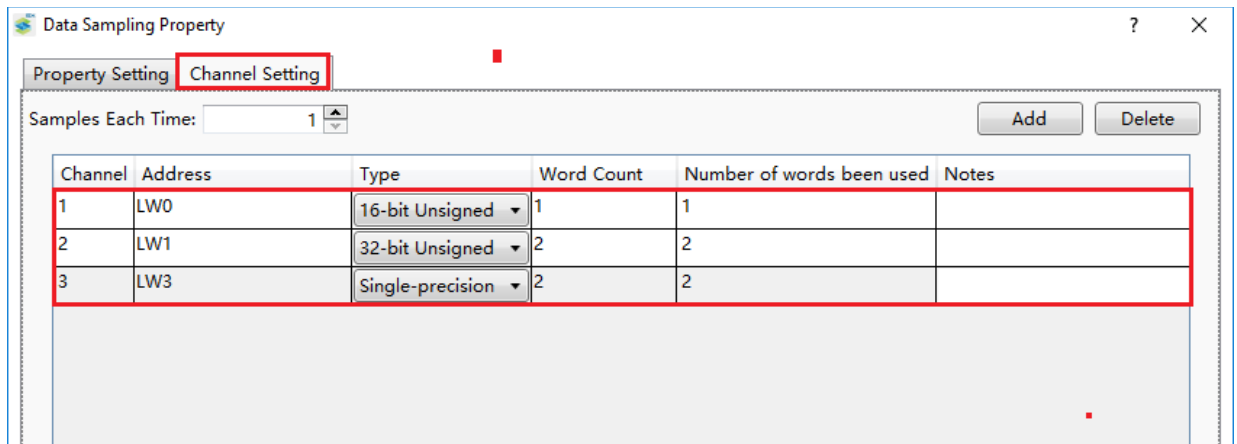 Data Sampling Property ?
Property Setting Channel Setting
Samples Each Time: 1 Add Delete
Channel Address Type Word Count Number of words been used Notes
1 LW0 16-bit Unsigned 1 1
2 LW1 32-bit Unsigned 2 2
3 LW3 Single-precision 2 2